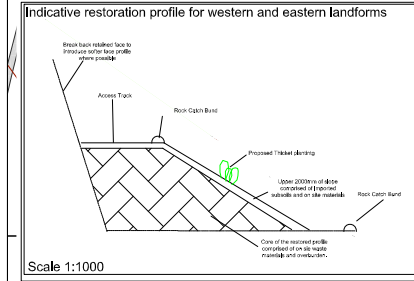 Indicative restoration profile for western and eastern landforms
Break back retained face to
introduce softer face profile
where possible
Access Track
Rock Catch Bund
Proposed Thicket planting
Upper 2000mm of slope
comprised of imported
subsoils and on site materials
Rock Catch Bund
Core of the restored profile
comprised of on site waste
materials and overburden.
Scale 1:1000